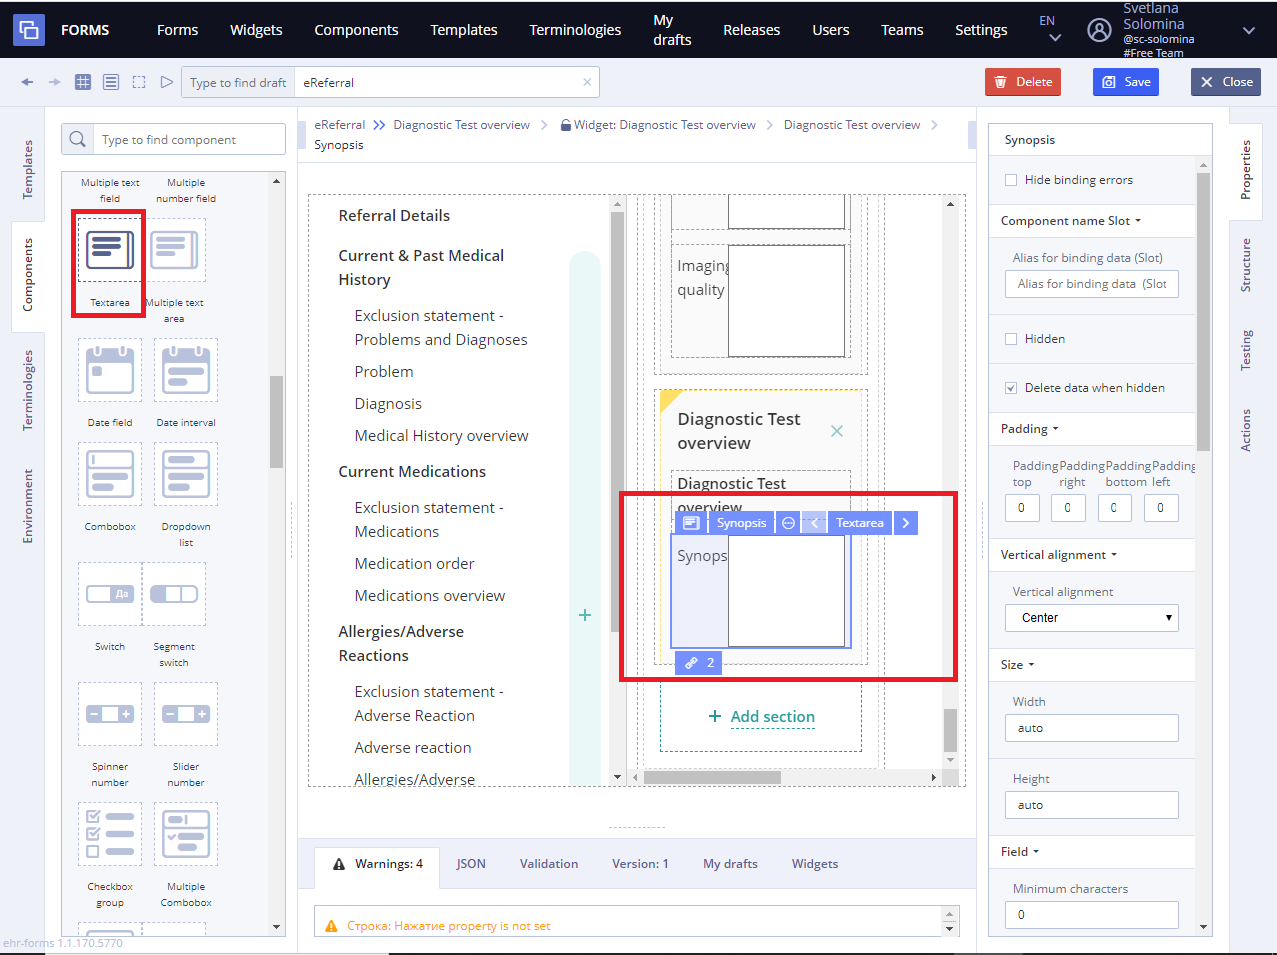 FORMS
Forms
Widgets
Components
Templates
Terminologies
My drafts
Releases
Users
Teams
Settings
EN
Svetlana Solomina
@sc-solomina
#Free Team
Type to find draft
eReferral
Delete
Save
Close
Templates
Components
Terminologies
Environment
Type to find component
Multiple text field
Multiple number field
Textarea
Multiple text area
Date field
Date interval
Combobox
Dropdown list
Да
Switch
Segment switch
Spinner number
Slider number
Checkbox group
Multiple Combobox
ehr-forms 1.1.170.5770
eReferral
Diagnostic Test overview
Widget: Diagnostic Test overview
Diagnostic Test overview
Synopsis
Referral Details
Current & Past Medical History
Exclusion statement - Problems and Diagnoses
Problem
Diagnosis
Medical History overview
Current Medications
Exclusion statement - Medications
Medication order
Medications overview
Allergies/Adverse Reactions
Exclusion statement - Adverse Reaction
Adverse reaction
Allergies/Adverse
Imaging quality
Diagnostic Test overview
Diagnostic Test overview
Synopsis
Textarea
Synops
2
+ Add section
Warnings: 4
JSON
Validation
Version: 1
My drafts
Widgets
Строка: Нажатие property is not set
Synopsis
Hide binding errors
Component name Slot
Alias for binding data (Slot)
Alias for binding data (Slot
Hidden
Delete data when hidden
Padding
Padding top
Padding right
Padding bottom
Padding left
0
0
0
0
Vertical alignment
Vertical alignment
Center
Size
Width
auto
Height
auto
Field
Minimum characters
0
Properties
Structure
Testing
Actions